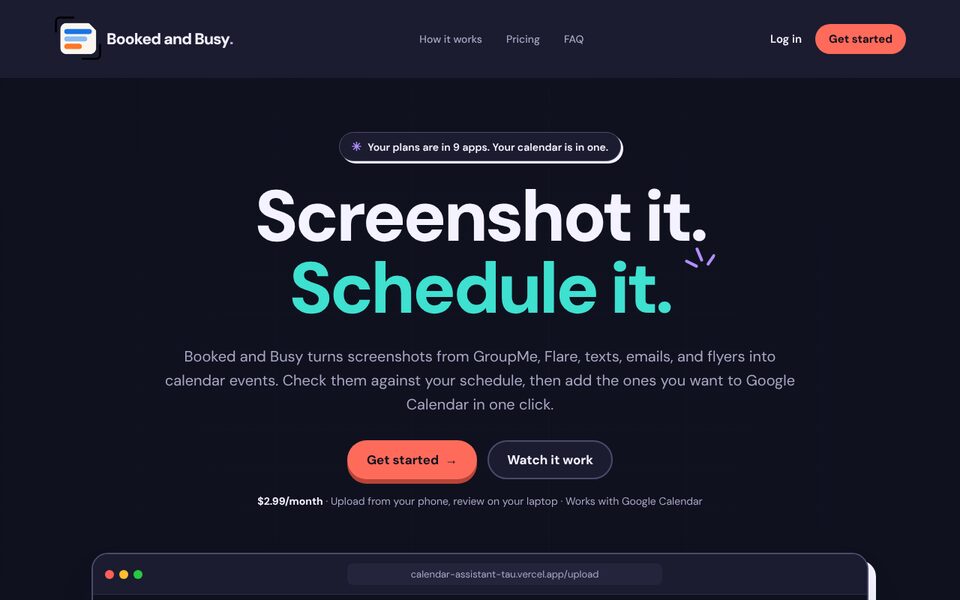 Booked and Busy.
How it works
Pricing
FAQ
Log in
Get started
Your plans are in 9 apps. Your calendar is in one.
Screenshot it.
Schedule it.
Booked and Busy turns screenshots from GroupMe, Flare, texts, emails, and flyers into
calendar events. Check them against your schedule, then add the ones you want to Google
Calendar in one click.
Get started →
Watch it work
$2.99/month · Upload from your phone, review on your laptop · Works with Google Calendar
calendar-assistant-tau.vercel.app/upload